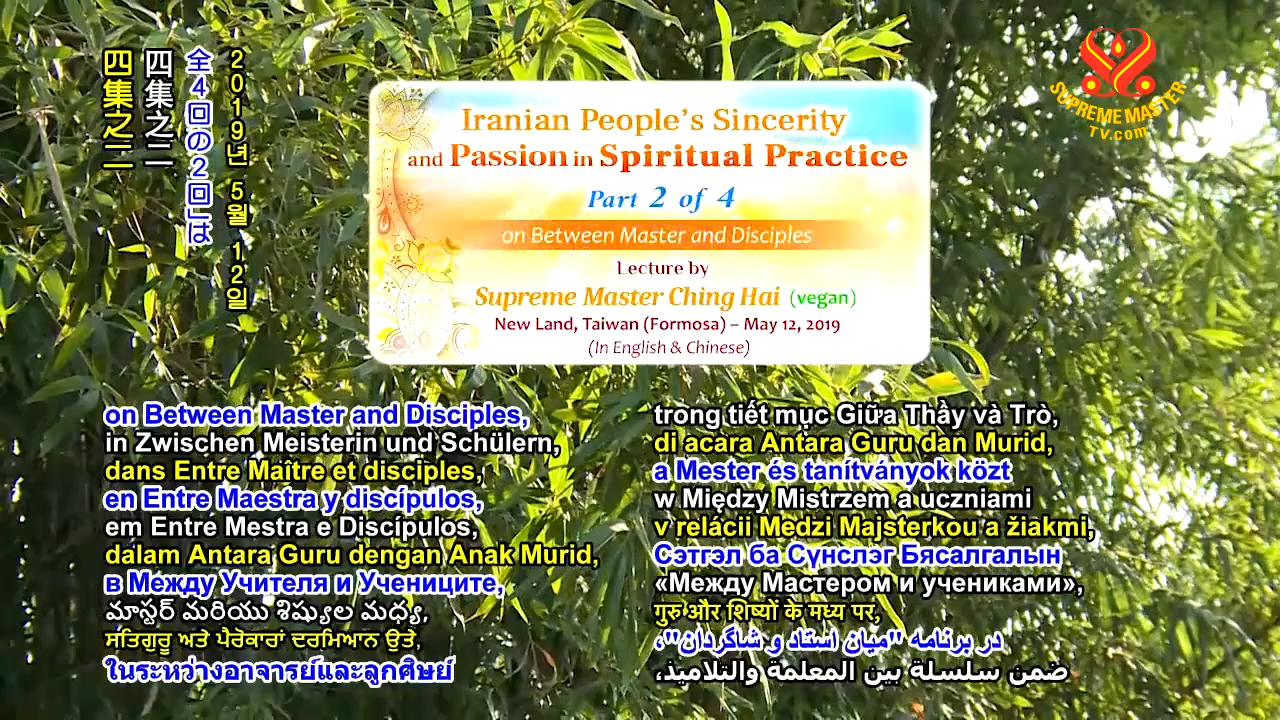 四集之二
四集之二
全4回の2回目は
2019년 5월 12일
SUPREME MASTER
TV.com
Iranian People's Sincerity
and Passion in Spiritual Practice
Part 2 of 4
on Between Master and Disciples
Lecture by
Supreme Master Ching Hai (vegan)
New Land, Taiwan (Formosa) – May 12, 2019
(In English & Chinese)
on Between Master and Disciples,
in Zwischen Meisterin und Schülern,
dans Entre Maître et disciples,
en Entre Maestra y discípulos,
em Entre Mestra e Discípulos,
dalam Antara Guru dengan Anak Murid,
в Между Учителя и Учениците,
మాస్టర్ మరియు శిష్యుల మధ్య,
ਸਤਿਗੁਰੂ ਅਤੇ ਪੈਰੋਕਾਰਾਂ ਦਰਮਿਆਨ ਉਤੇ,
ในระหว่างอาจารย์และลูกศิษย์
trong tiết mục Giữa Thầy và Trò,
di acara Antara Guru dan Murid,
a Mester és tanítványok közt
w Między Mistrzem a uczniami
v relácii Medzi Majsterkou a žiakmi,
Сэтгэл ба Сүнслэг Бясалгалын
«Между Мастером и учениками»,
गुरु और शिष्यों के मध्य पर,
در برنامه "میان استاد و شاگردان"،
ضمن سلسلة بين المعلمة والتلاميذ،